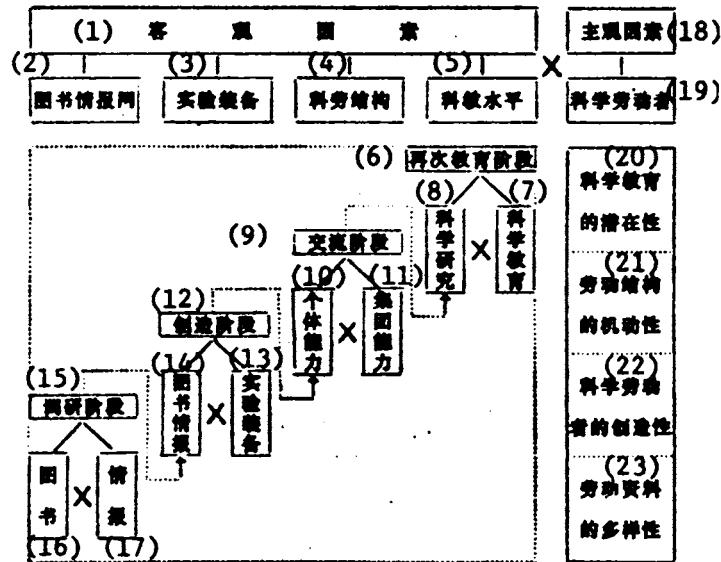 (1) 客观因素
主观因素 (18)
(2) (3) (4) (5)
图书情报网 实验装备 科劳结构 科教水平 × 科学劳动者 (19)
(6) 再次教育阶段
(8) (7)
科学研究 × 科学教育
(9) 交流阶段
(10) (11)
个体能力 × 集团能力
(12)
创造阶段
(14) (13)
图书情报 × 实验装备
(15)
调研阶段
图书 × 情报
(16) (17)
(20)
科学教育
的潜在性
(21)
劳动结构
的机动性
(22)
科学劳动
者的创造性
(23)
劳动资料
的多样性